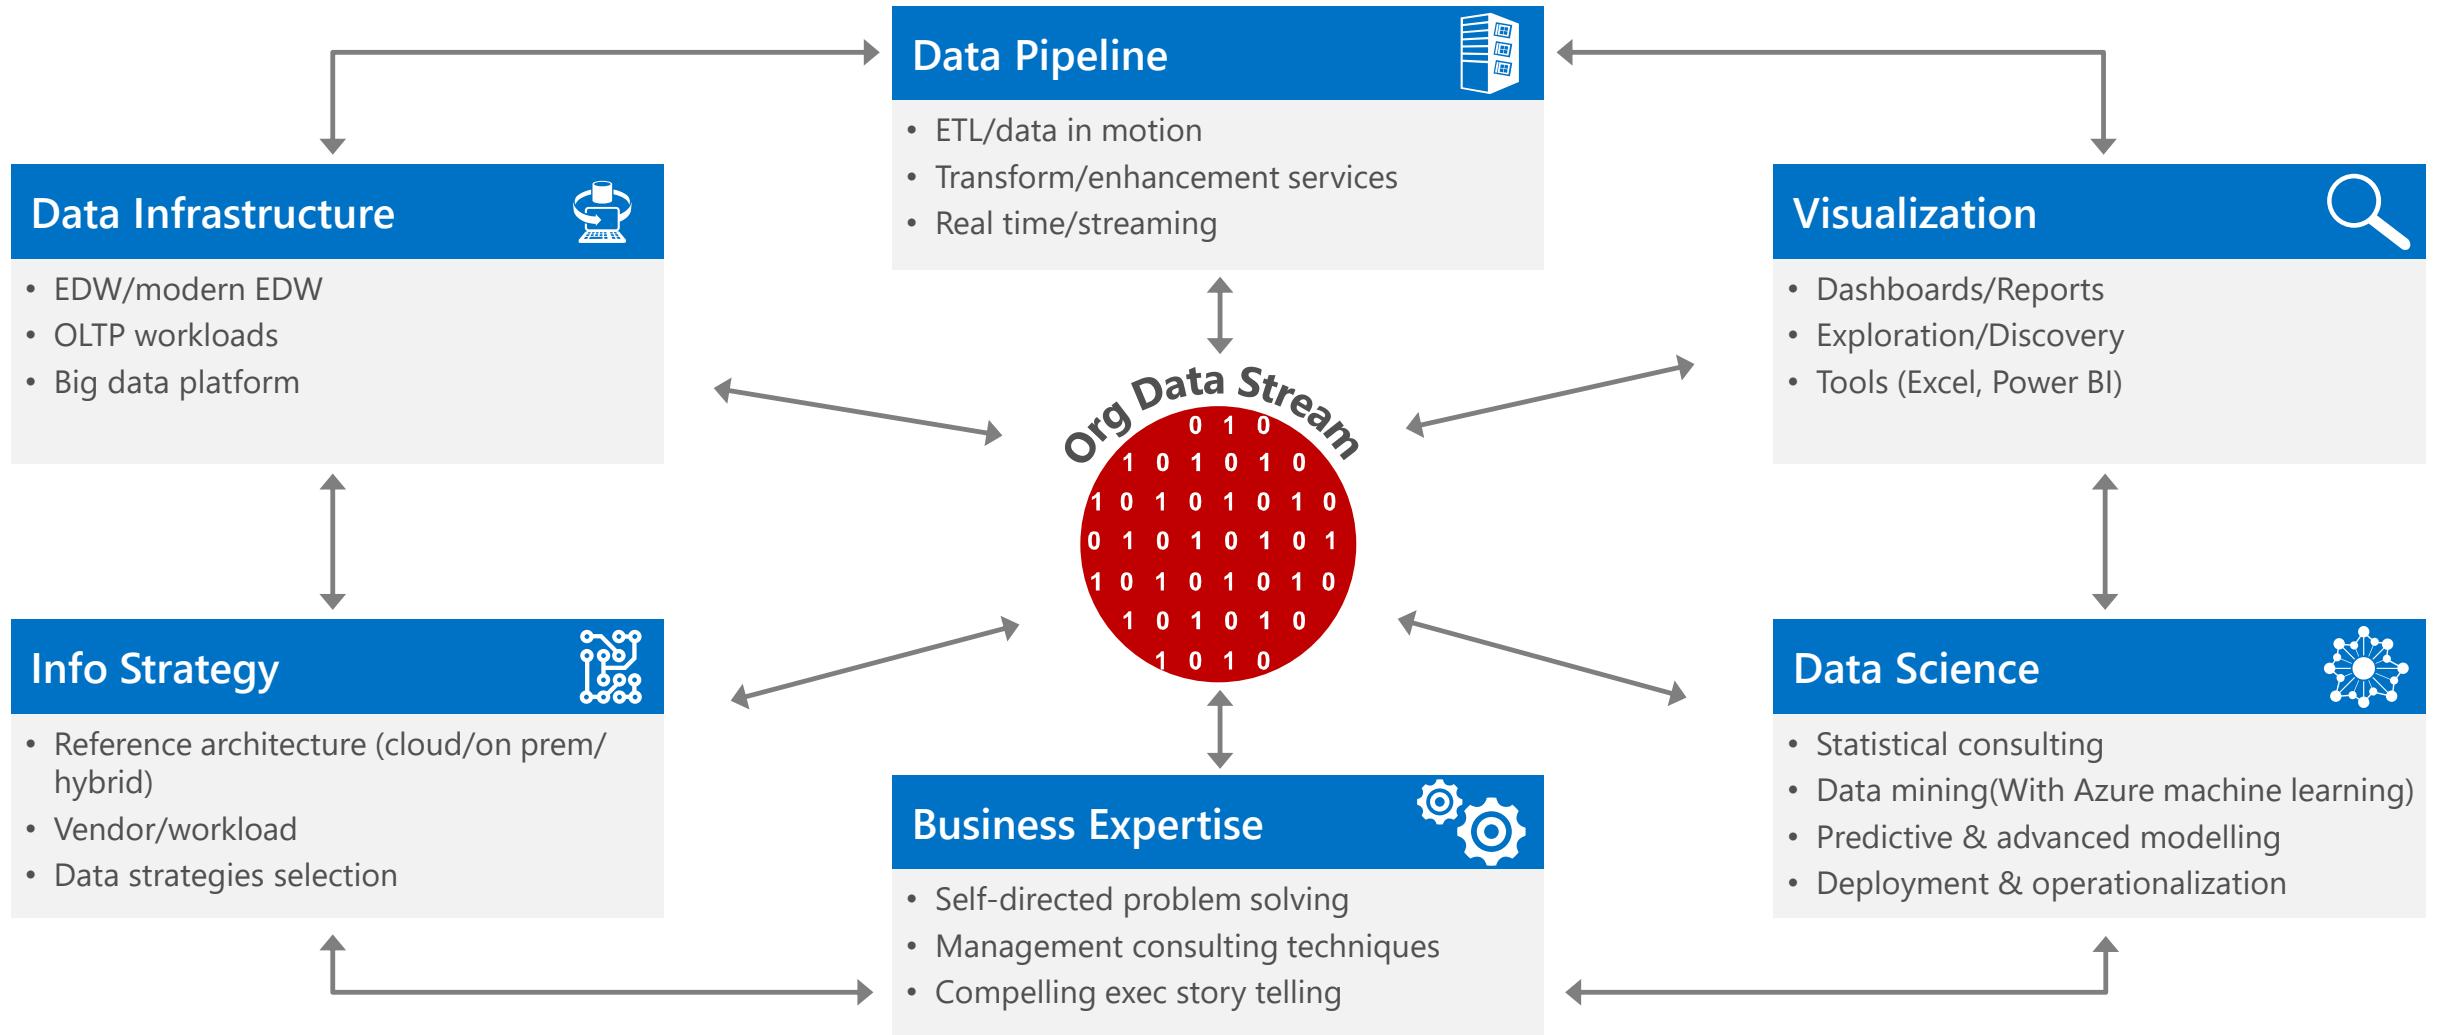 Data Pipeline
• ETL/data in motion
• Transform/enhancement services
• Real time/streaming
Data Infrastructure
• EDW/modern EDW
• OLTP workloads
• Big data platform
Visualization
• Dashboards/Reports
• Exploration/Discovery
• Tools (Excel, Power BI)
Org Data Stream
0 1 0
1 0 1 0 1 0
1 0 1 0 1 0 1 0
0 1 0 1 0 1 0 1
1 0 1 0 1 0 1 0
1 0 1 0 1 0
1 0 1 0
Info Strategy
• Reference architecture (cloud/on prem/
hybrid)
• Vendor/workload
• Data strategies selection
Business Expertise
• Self-directed problem solving
• Management consulting techniques
• Compelling exec story telling
Data Science
• Statistical consulting
• Data mining(With Azure machine learning)
• Predictive & advanced modelling
• Deployment & operationalization